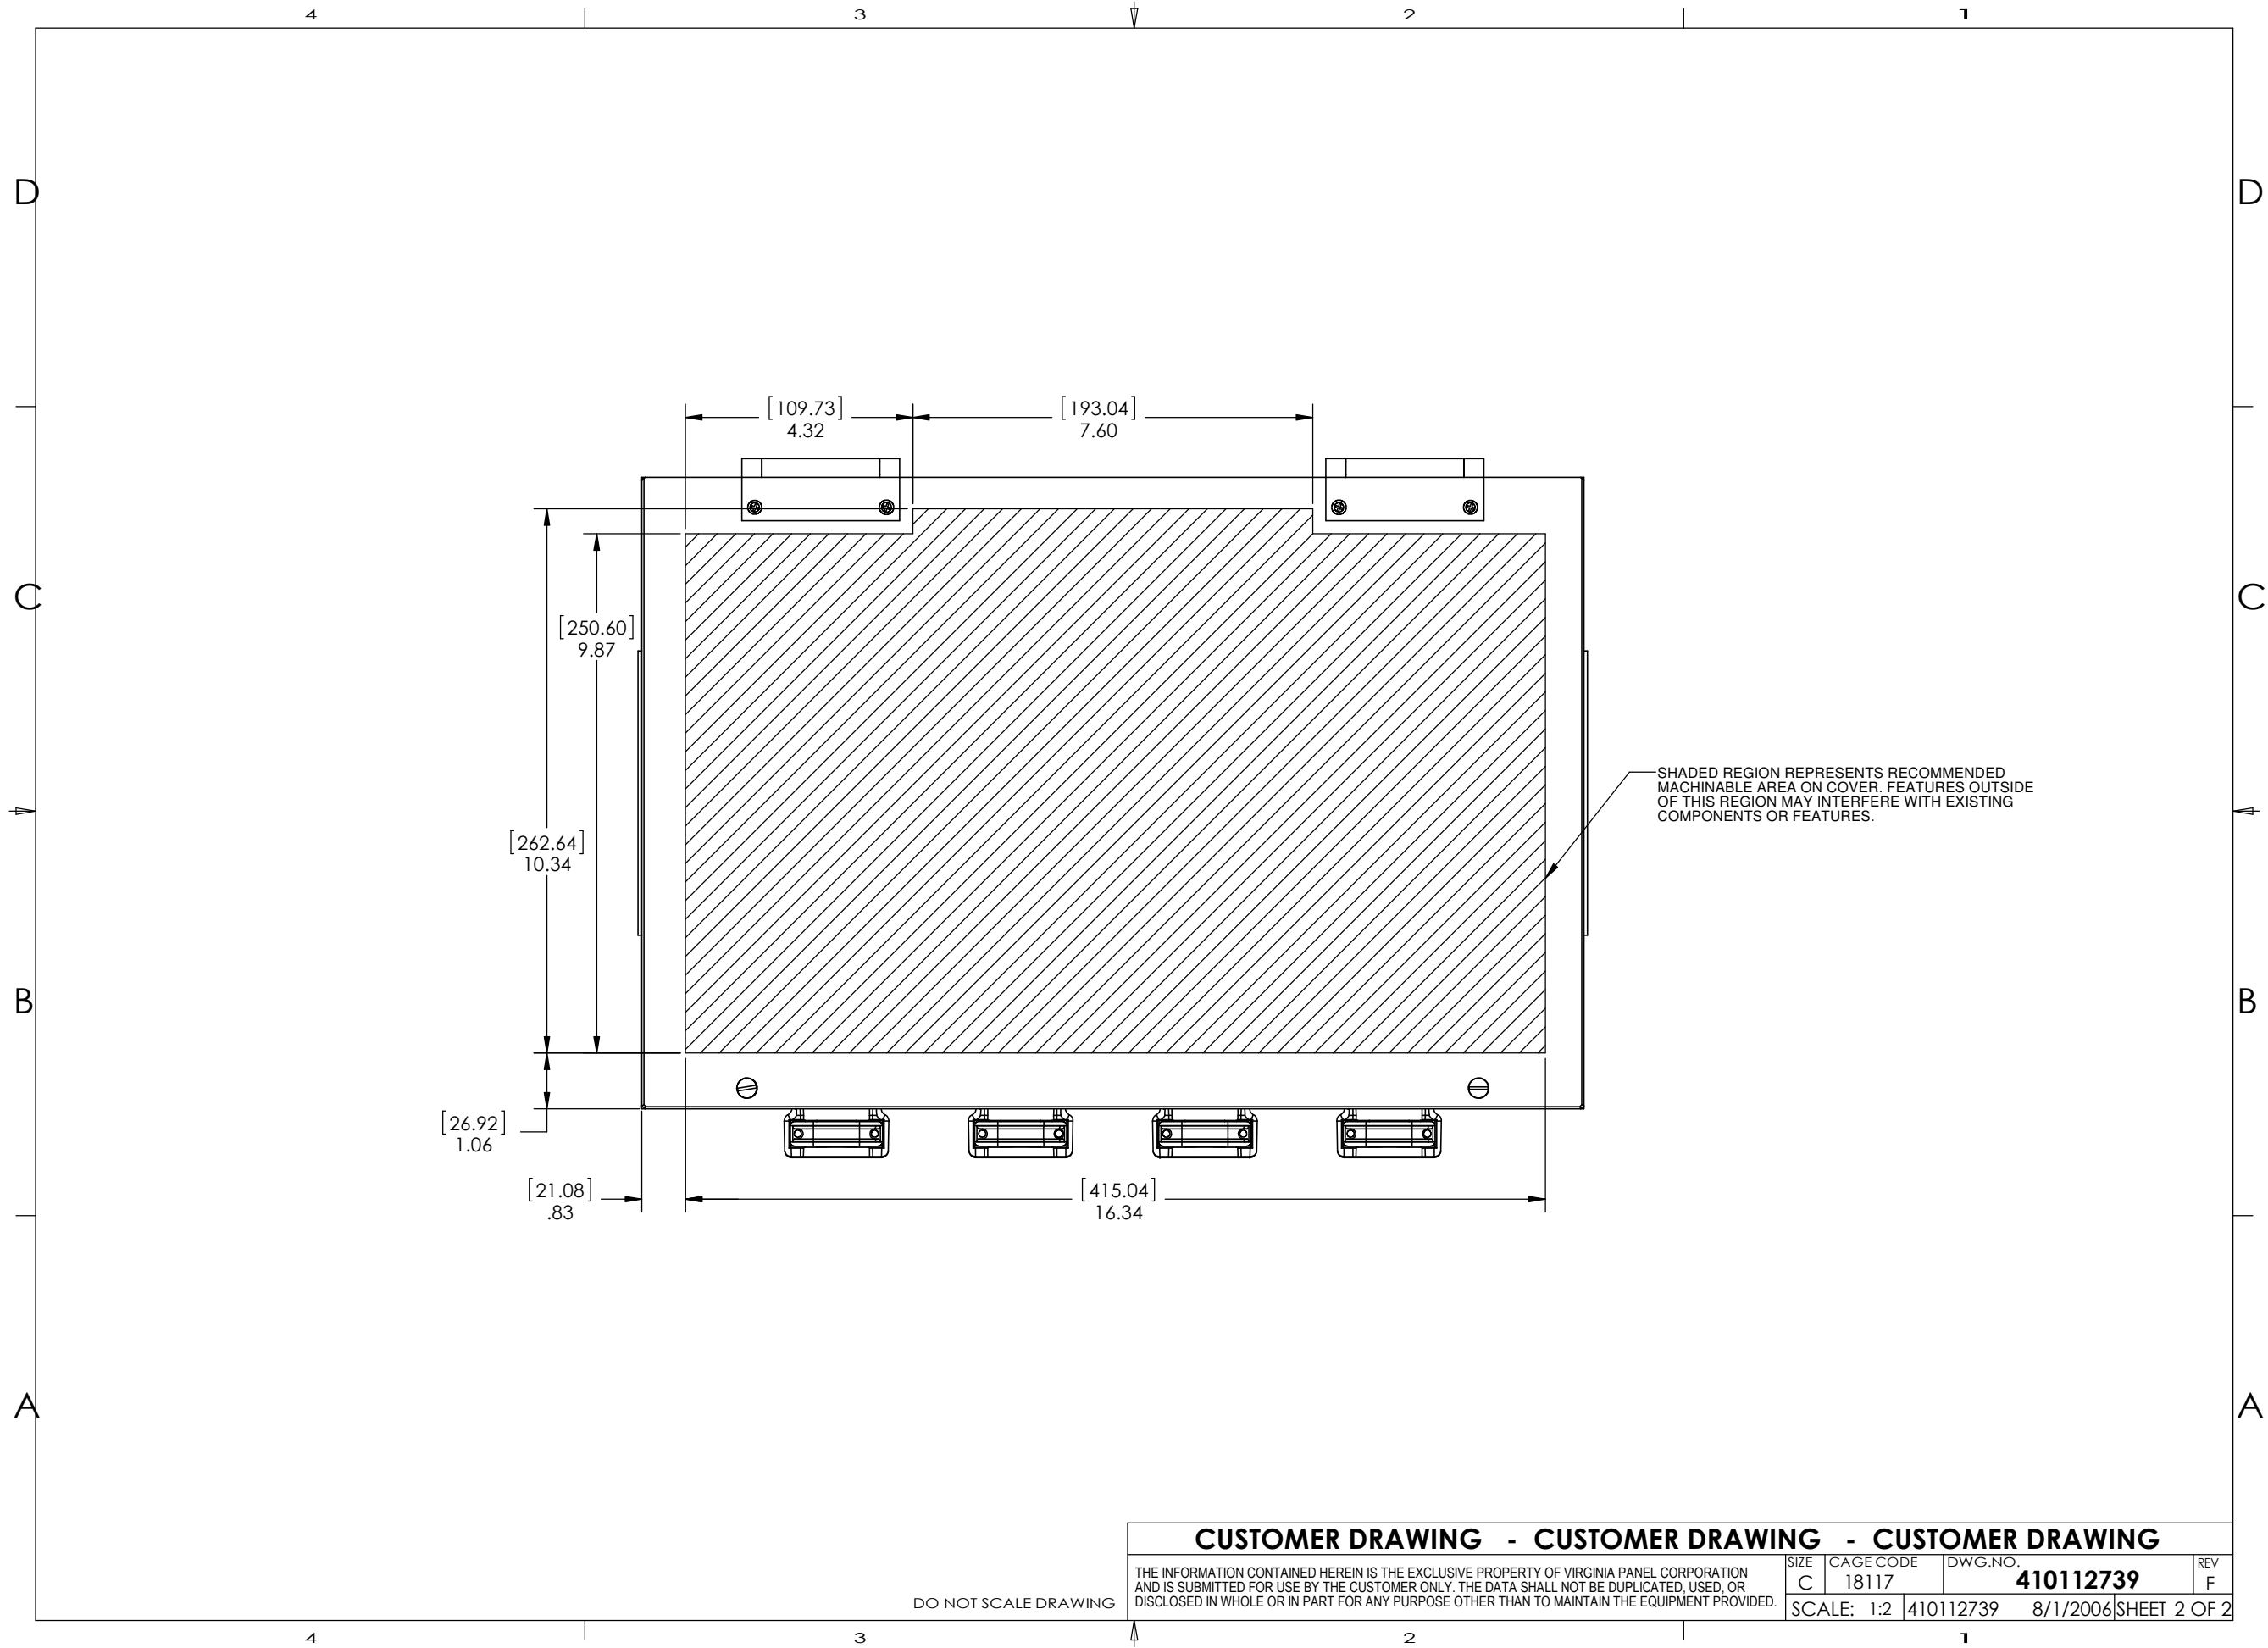 4 3 2 1
D D
[109.73] [193.04]
4.32 7.60
C C
[250.60]
9.87
SHADED REGION REPRESENTS RECOMMENDED
MACHINABLE AREA ON COVER. FEATURES OUTSIDE
OF THIS REGION MAY INTERFERE WITH EXISTING
COMPONENTS OR FEATURES.
[262.64]
10.34
B B
[26.92]
1.06
[21.08] [415.04]
.83 16.34
A A
CUSTOMER DRAWING - CUSTOMER DRAWING - CUSTOMER DRAWING
THE INFORMATION CONTAINED HEREIN IS THE EXCLUSIVE PROPERTY OF VIRGINIA PANEL CORPORATION
AND IS SUBMITTED FOR USE BY THE CUSTOMER ONLY. THE DATA SHALL NOT BE DUPLICATED, USED, OR
DISCLOSED IN WHOLE OR IN PART FOR ANY PURPOSE OTHER THAN TO MAINTAIN THE EQUIPMENT PROVIDED.
SIZE CAGE CODE DWG.NO. REV
C 18117 410112739 F
DO NOT SCALE DRAWING
SCALE: 1:2 410112739 8/1/2006 SHEET 2 OF 2
4 3 2 1